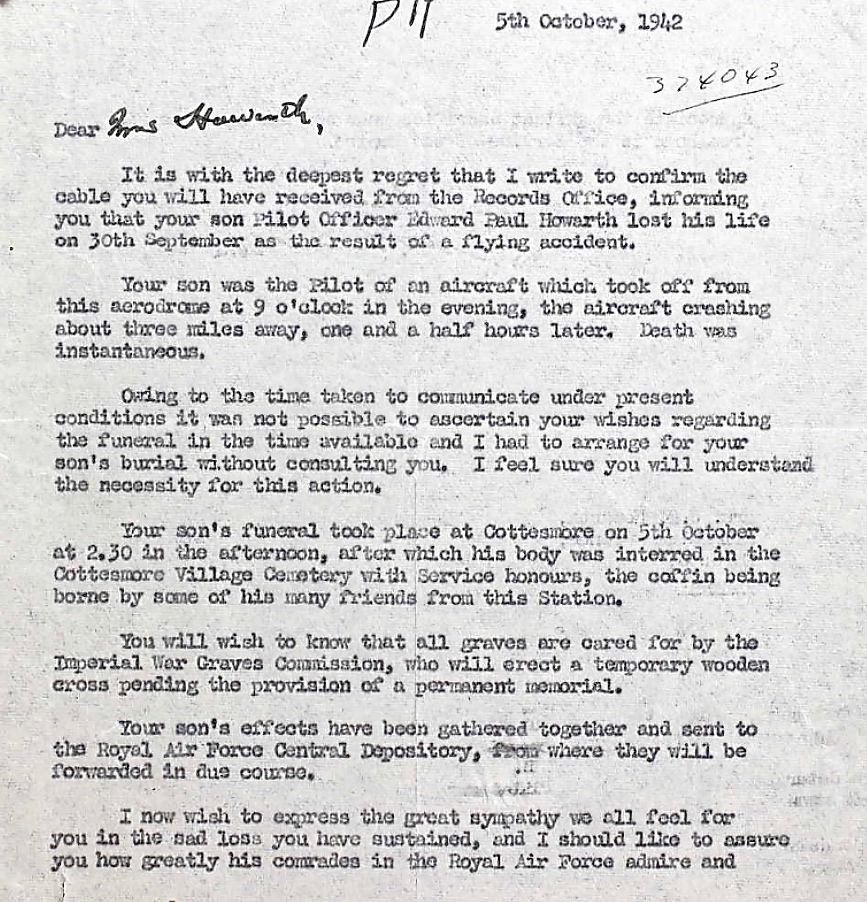 PH
5th October, 1942
374043
Dear Mrs Howarth,
It is with the deepest regret that I write to confirm the
cable you will have received from the Records Office, informing
you that your son Pilot Officer Edward Paul Howarth lost his life
on 30th September as the result of a flying accident.
Your son was the Pilot of an aircraft which took off from
this aerodrome at 9 o'clock in the evening, the aircraft crashing
about three miles away, one and a half hours later. Death was
instantaneous.
Owing to the time taken to communicate under present
conditions it was not possible to ascertain your wishes regarding
the funeral in the time available and I had to arrange for your
son's burial without consulting you. I feel sure you will understand
the necessity for this action.
Your son's funeral took place at Cottesmore on 5th October
at 2.30 in the afternoon, after which his body was interred in the
Cottesmore Village Cemetery with Service honours, the coffin being
borne by some of his many friends from this Station.
You will wish to know that all graves are cared for by the
Imperial War Graves Commission, who will erect a temporary wooden
cross pending the provision of a permanent memorial.
Your son's effects have been gathered together and sent to
the Royal Air Force Central Depository, from where they will be
forwarded in due course.
I now wish to express the great sympathy we all feel for
you in the sad loss you have sustained, and I should like to assure
you how greatly his comrades in the Royal Air Force admire and